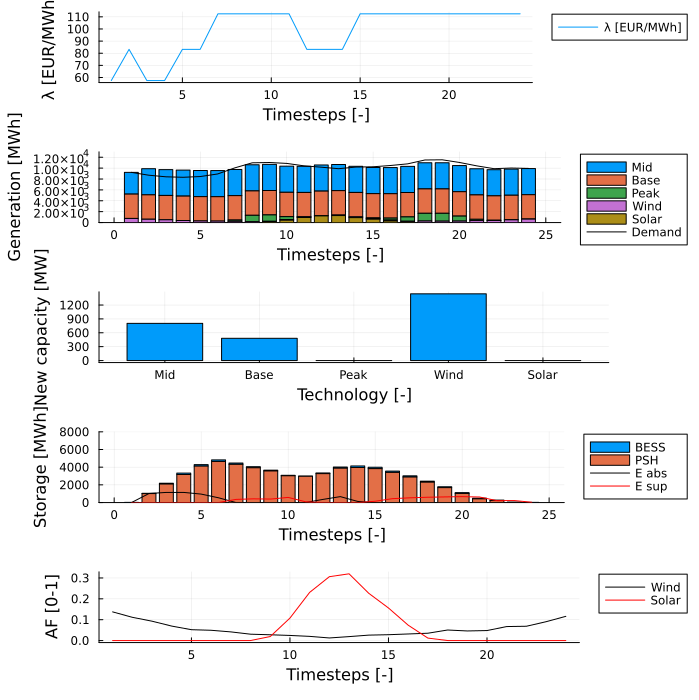 λ [EUR/MWh]
110
100
90
80
70
60
5 10 15 20
Timesteps [-]
λ [EUR/MWh]
Generation [MWh]
1.20×10⁴
1.00×10⁴
8.00×10³
6.00×10³
4.00×10³
2.00×10³
0
0 5 10 15 20 25
Timesteps [-]
Mid
Base
Peak
Wind
Solar
Demand
New capacity [MW]
1200
900
600
300
0
Mid Base Peak Wind Solar
Technology [-]
Storage [MWh]
8000
6000
4000
2000
0
0 5 10 15 20 25
Timesteps [-]
BESS
PSH
E abs
E sup
AF [0-1]
0.3
0.2
0.1
0.0
5 10 15 20
Timesteps [-]
Wind
Solar